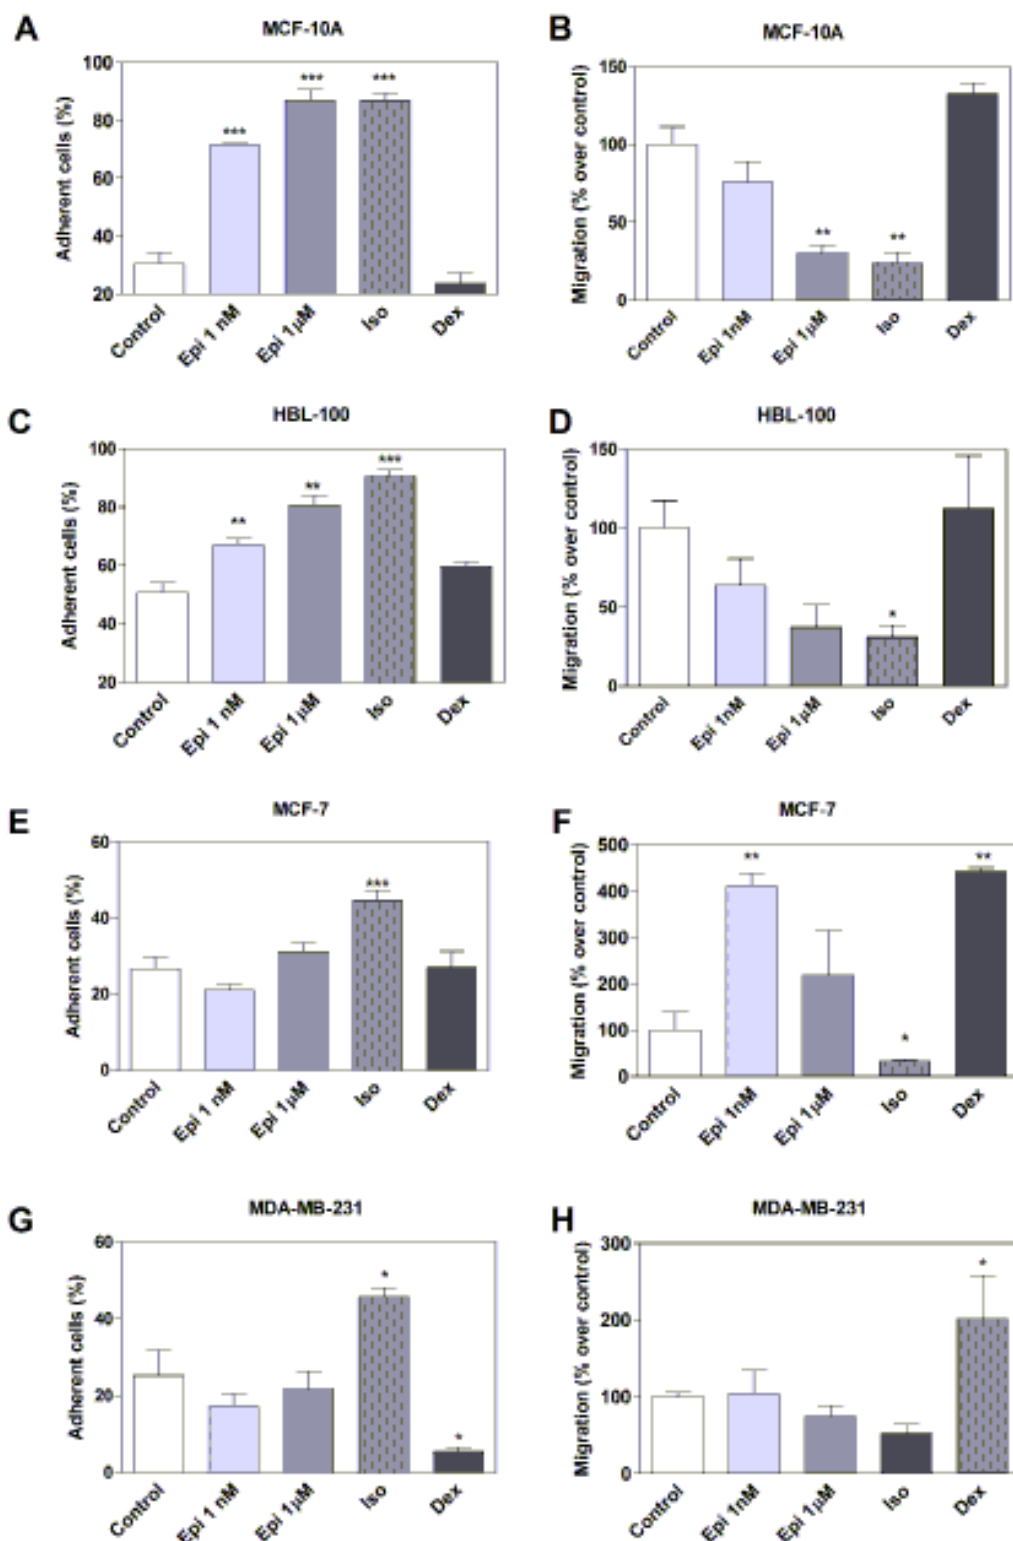 A
MCF-10A
Adherent cells (%)
100
80
60
40
20
***
***
***
Control
Epi 1 nM
Epi 1μM
Iso
Dex
B
MCF-10A
Migration (% over control)
150
100
50
0
**
**
Control
Epi 1nM
Epi 1μM
Iso
Dex
C
HBL-100
Adherent cells (%)
100
80
60
40
20
**
**
***
Control
Epi 1 nM
Epi 1μM
Iso
Dex
D
HBL-100
Migration (% over control)
150
100
50
0
*
Control
Epi 1nM
Epi 1μM
Iso
Dex
E
MCF-7
Adherent cells (%)
60
40
20
0
***
Control
Epi 1 nM
Epi 1μM
Iso
Dex
F
MCF-7
Migration (% over control)
500
400
300
200
100
0
**
*
**
Control
Epi 1nM
Epi 1μM
Iso
Dex
G
MDA-MB-231
Adherent cells (%)
60
40
20
0
*
*
Control
Epi 1 nM
Epi 1μM
Iso
Dex
H
MDA-MB-231
Migration (% over control)
300
200
100
0
*
Control
Epi 1nM
Epi 1μM
Iso
Dex